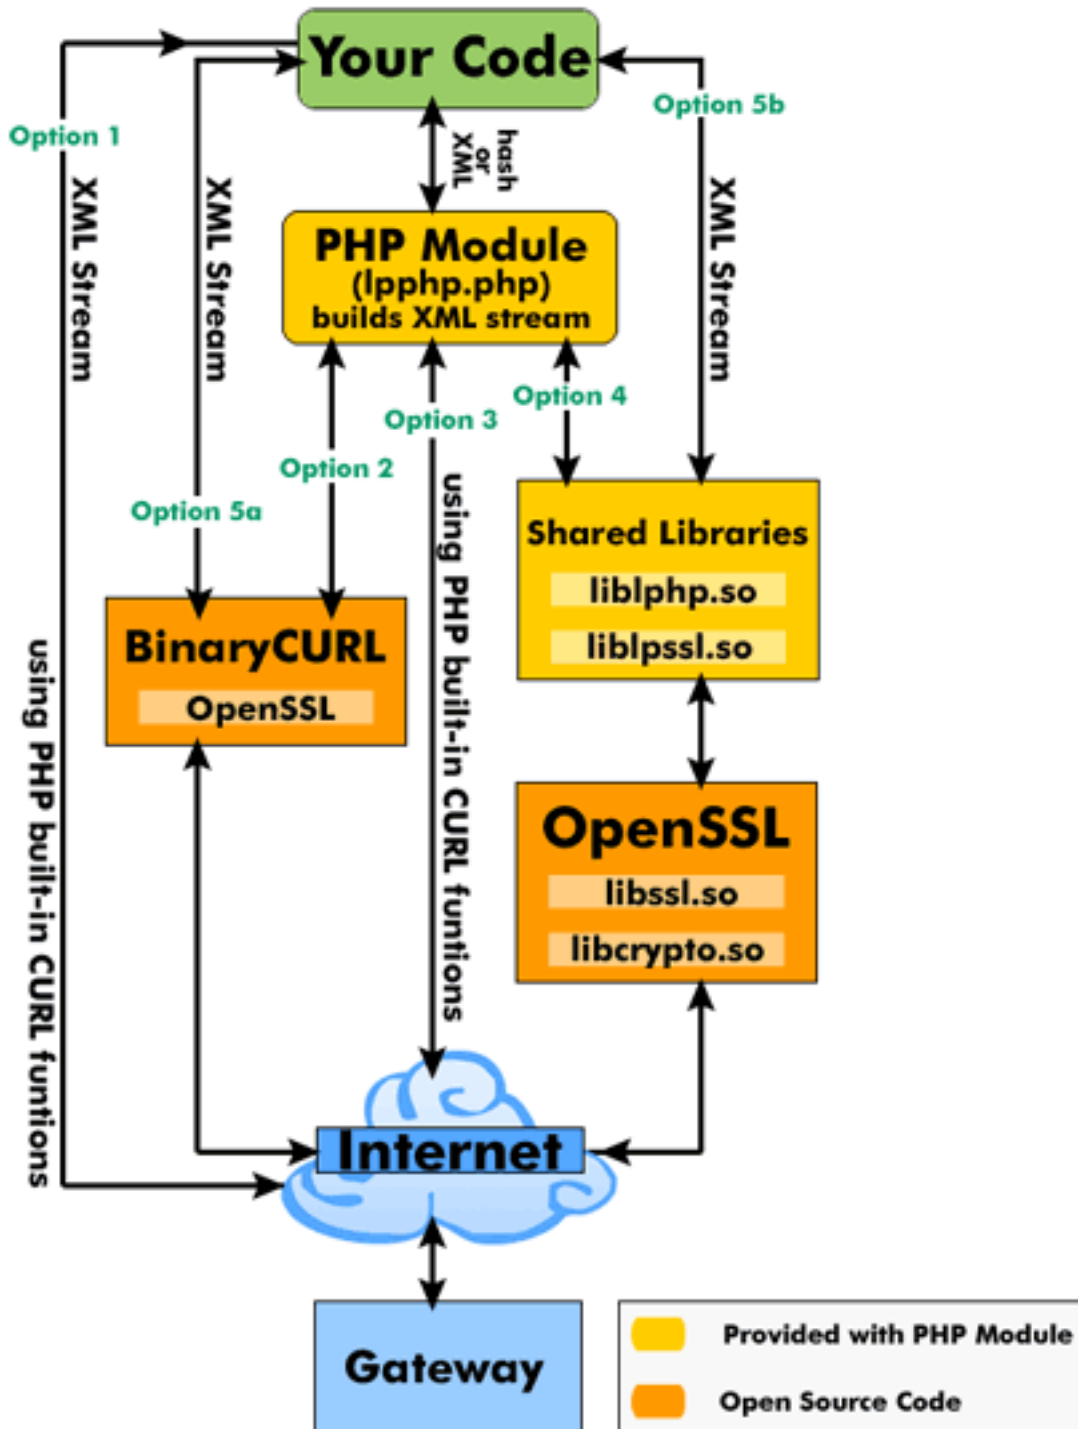 Your Code
Option 1
Option 5b
hash
or
XML
XML Stream
XML Stream
XML Stream
PHP Module
(lpphp.php)
builds XML stream
Option 4
Option 3
Option 2
Option 5a
using PHP built-in CURL funtions
Shared Libraries
liblphp.so
liblpssl.so
BinaryCURL
OpenSSL
using PHP built-in CURL funtions
OpenSSL
libssl.so
libcrypto.so
Internet
Gateway
Provided with PHP Module
Open Source Code